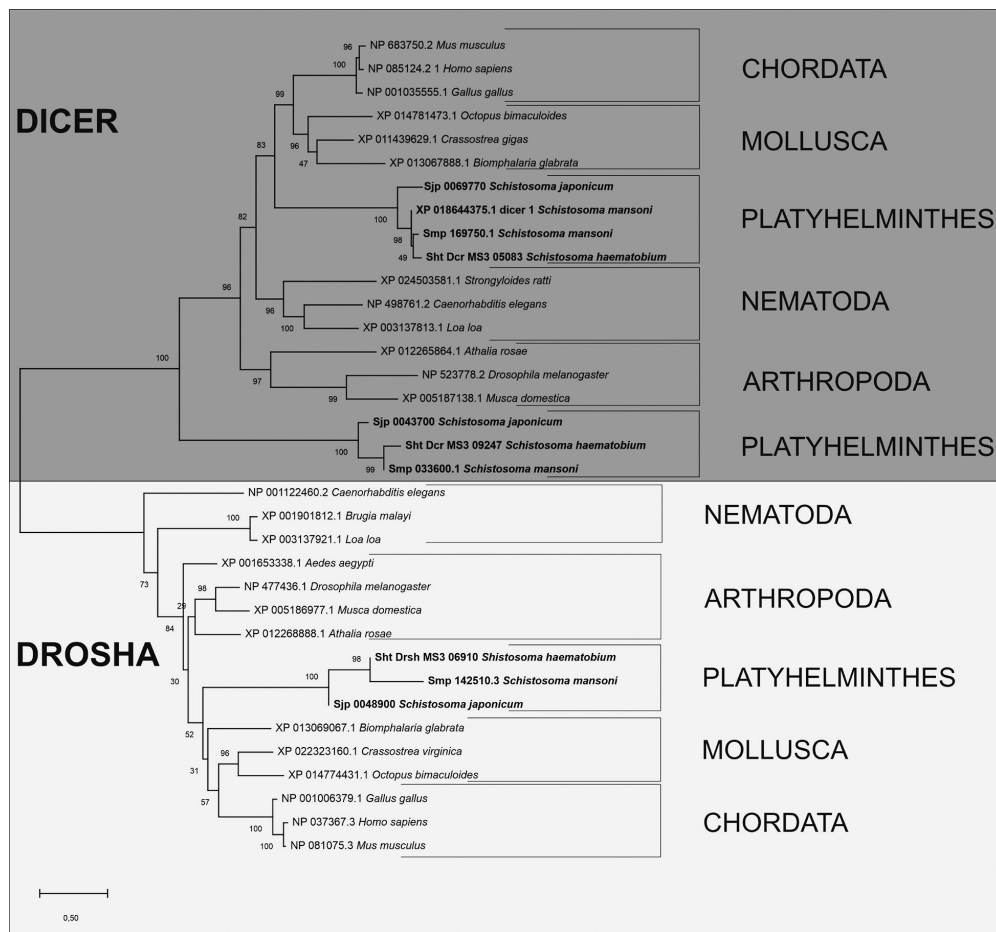 96
NP 683750.2 Mus musculus
100
NP 085124.2 1 Homo sapiens
CHORDATA
99
NP 001035555.1 Gallus gallus
DICER
XP 014781473.1 Octopus bimaculoides
96
XP 011439629.1 Crassostrea gigas
MOLLUSCA
83
47
XP 013067888.1 Biomphalaria glabrata
Sjp 0069770 Schistosoma japonicum
100
XP 018644375.1 dicer 1 Schistosoma mansoni
PLATYHELMINTHES
82
98
Smp 169750.1 Schistosoma mansoni
49
Sht Dcr MS3 05083 Schistosoma haematobium
XP 024503581.1 Strongyloides ratti
96
96
NP 498761.2 Caenorhabditis elegans
NEMATODA
100
XP 003137813.1 Loa loa
100
XP 012265864.1 Athalia rosae
97
NP 523778.2 Drosophila melanogaster
ARTHROPODA
99
XP 005187138.1 Musca domestica
Sjp 0043700 Schistosoma japonicum
100
Sht Dcr MS3 09247 Schistosoma haematobium
PLATYHELMINTHES
99
Smp 033600.1 Schistosoma mansoni
NP 001122460.2 Caenorhabditis elegans
100
XP 001901812.1 Brugia malayi
NEMATODA
XP 003137921.1 Loa loa
73
XP 001653338.1 Aedes aegypti
98
NP 477436.1 Drosophila melanogaster
ARTHROPODA
29
XP 005186977.1 Musca domestica
84
XP 012268888.1 Athalia rosae
DROSHA
98
Sht Drsh MS3 06910 Shistosoma haematobium
30
100
Smp 142510.3 Schistosoma mansoni
PLATYHELMINTHES
Sjp 0048900 Schistosoma japonicum
52
XP 013069067.1 Biomphalaria glabrata
96
XP 022323160.1 Crassostrea virginica
MOLLUSCA
31
XP 014774431.1 Octopus bimaculoides
57
NP 001006379.1 Gallus gallus
100
NP 037367.3 Homo sapiens
CHORDATA
100
NP 081075.3 Mus musculus
0,50